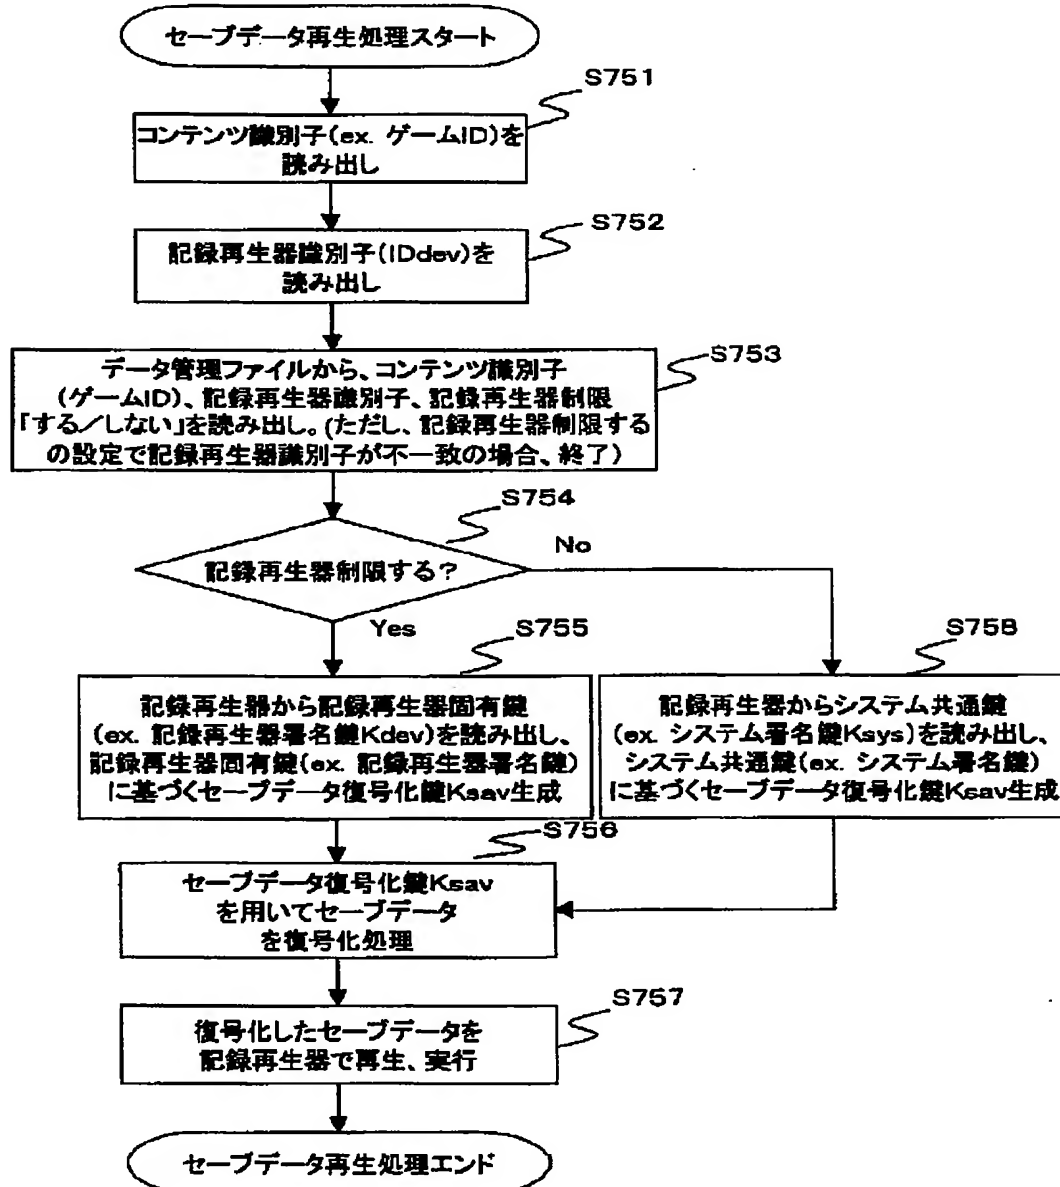 セーブデータ再生処理スタート
S751
コンテンツ識別子(ex. ゲームID)を
読み出し
S752
記録再生器識別子(IDdev)を
読み出し
S753
データ管理ファイルから、コンテンツ識別子
(ゲームID)、記録再生器識別子、記録再生器制限
「する／しない」を読み出し。(ただし、記録再生器制限する
の設定で記録再生器識別子が不一致の場合、終了)
S754
記録再生器制限する？
No
Yes
S755
記録再生器から記録再生器固有鍵
(ex. 記録再生器署名鍵Kdev)を読み出し、
記録再生器固有鍵(ex. 記録再生器署名鍵)
に基づくセーブデータ復号化鍵Ksav生成
S758
記録再生器からシステム共通鍵
(ex. システム署名鍵Ksys)を読み出し、
システム共通鍵(ex. システム署名鍵)
に基づくセーブデータ復号化鍵Ksav生成
S756
セーブデータ復号化鍵Ksav
を用いてセーブデータ
を復号化処理
S757
復号化したセーブデータを
記録再生器で再生、実行
セーブデータ再生処理エンド